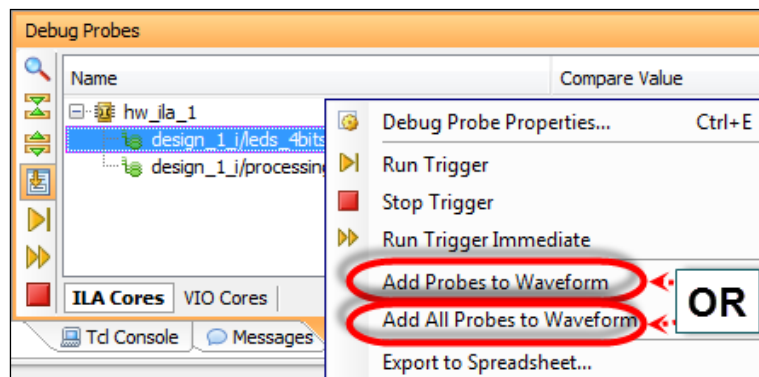 Debug Probes
Name Compare Value
hw_ila_1
design_1_i/leds_4bits
design_1_i/processing
Debug Probe Properties... Ctrl+E
Run Trigger
Stop Trigger
Run Trigger Immediate
Add Probes to Waveform
Add All Probes to Waveform
OR
Export to Spreadsheet...
ILA Cores VIO Cores
Tcl Console Messages